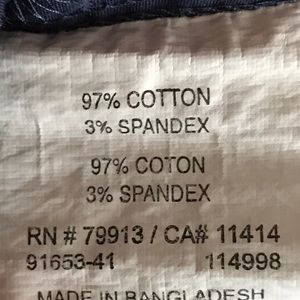 97% COTTON
3% SPANDEX
97% COTON
3% SPANDEX
RN # 79913 / CA# 11414
91653-41 114998
MADE IN BANGLADESH